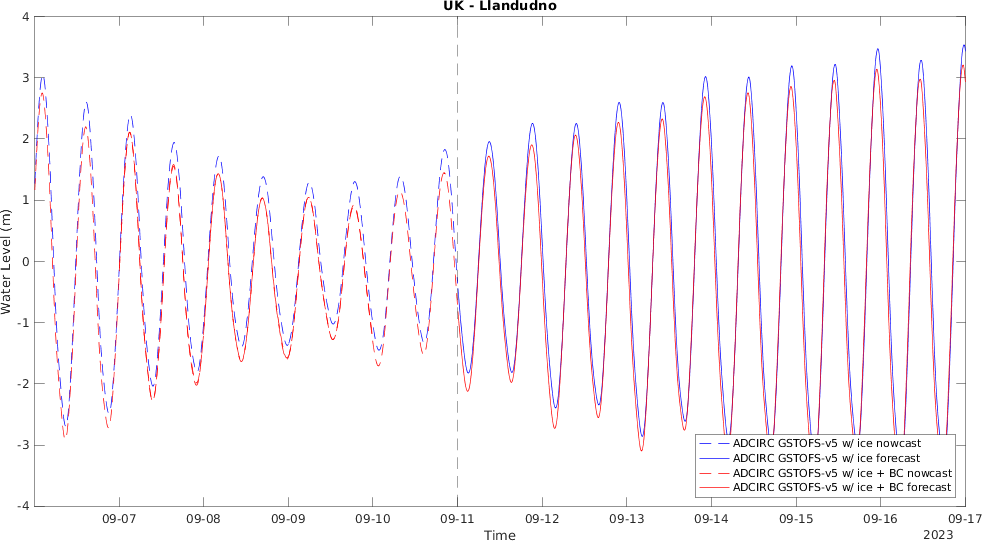 UK - Llandudno
4
3
2
1
0
-1
-2
-3
-4
Water Level (m)
ADCIRC GSTOFS-v5 w/ ice nowcast
ADCIRC GSTOFS-v5 w/ ice forecast
ADCIRC GSTOFS-v5 w/ ice + BC nowcast
ADCIRC GSTOFS-v5 w/ ice + BC forecast
09-07 09-08 09-09 09-10 09-11 09-12 09-13 09-14 09-15 09-16 09-17
Time
2023